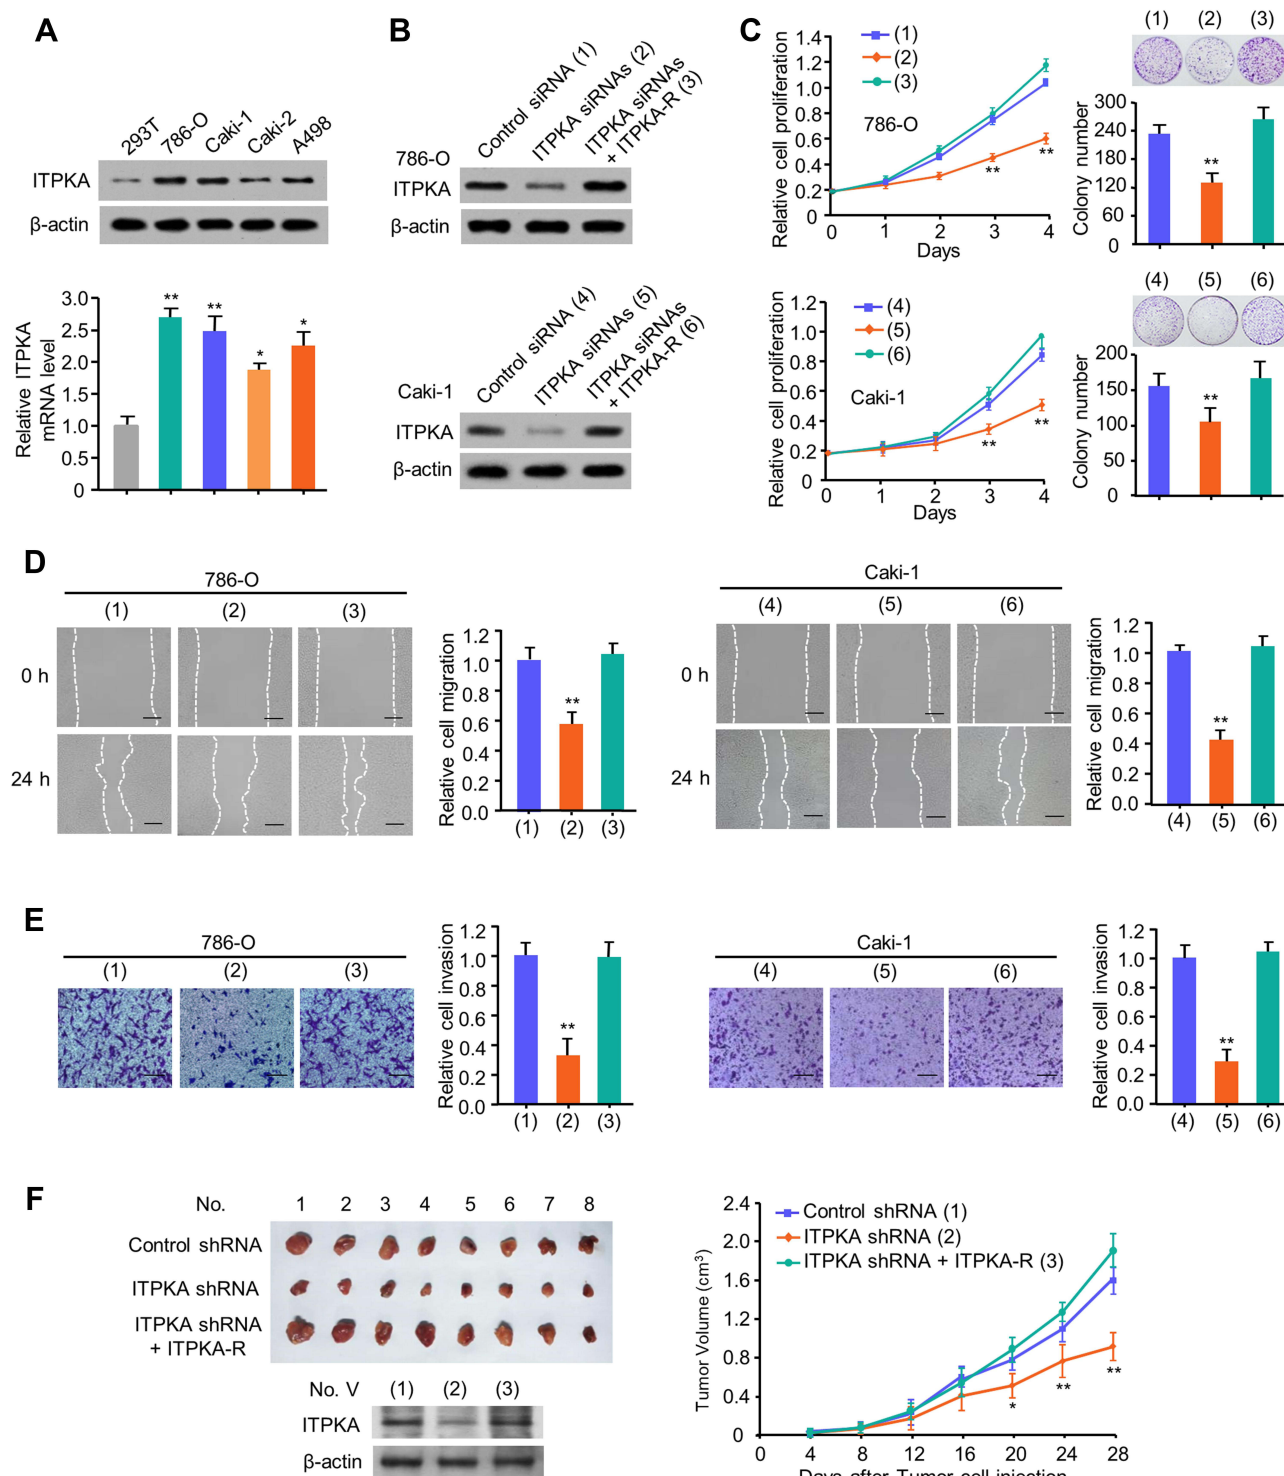 A
293T
786-O
Caki-1
Caki-2
A498
ITPKA
β-actin
Relative ITPKA
mRNA level
3.0
2.5
2.0
1.5
1.0
0.5
0
**
**
*
*
B
Control siRNA (1)
ITPKA siRNAs (2)
ITPKA siRNAs
+ ITPKA-R (3)
786-O
ITPKA
β-actin
Control siRNA (4)
ITPKA siRNAs (5)
ITPKA siRNAs
+ ITPKA-R (6)
Caki-1
ITPKA
β-actin
C
Relative cell proliferation
1.4
1.2
1.0
0.8
0.6
0.4
0.2
0
(1)
(2)
(3)
786-O
**
**
0 1 2 3 4
Days
(1) (2) (3)
Colony number
300
240
180
120
60
0
**
Relative cell proliferation
1.2
1.0
0.8
0.6
0.4
0.2
0
(4)
(5)
(6)
Caki-1
**
**
0 1 2 3 4
Days
(4) (5) (6)
Colony number
200
150
100
50
0
**
D
786-O
(1) (2) (3)
0 h
24 h
Relative cell migration
1.2
1.0
0.8
0.6
0.4
0.2
0.0
**
(1) (2) (3)
Caki-1
(4) (5) (6)
0 h
24 h
Relative cell migration
1.2
1.0
0.8
0.6
0.4
0.2
0.0
**
(4) (5) (6)
E
786-O
(1) (2) (3)
Relative cell invasion
1.2
1.0
0.8
0.6
0.4
0.2
0.0
**
(1) (2) (3)
Caki-1
(4) (5) (6)
Relative cell invasion
1.2
1.0
0.8
0.6
0.4
0.2
0.0
**
(4) (5) (6)
F
No. 1 2 3 4 5 6 7 8
Control shRNA
ITPKA shRNA
ITPKA shRNA
+ ITPKA-R
No. V (1) (2) (3)
ITPKA
β-actin
Tumor Volume (cm³)
2.4
2.0
1.6
1.2
0.8
0.4
0
Control shRNA (1)
ITPKA shRNA (2)
ITPKA shRNA + ITPKA-R (3)
*
**
**
0 4 8 12 16 20 24 28
Days after Tumor cell injection